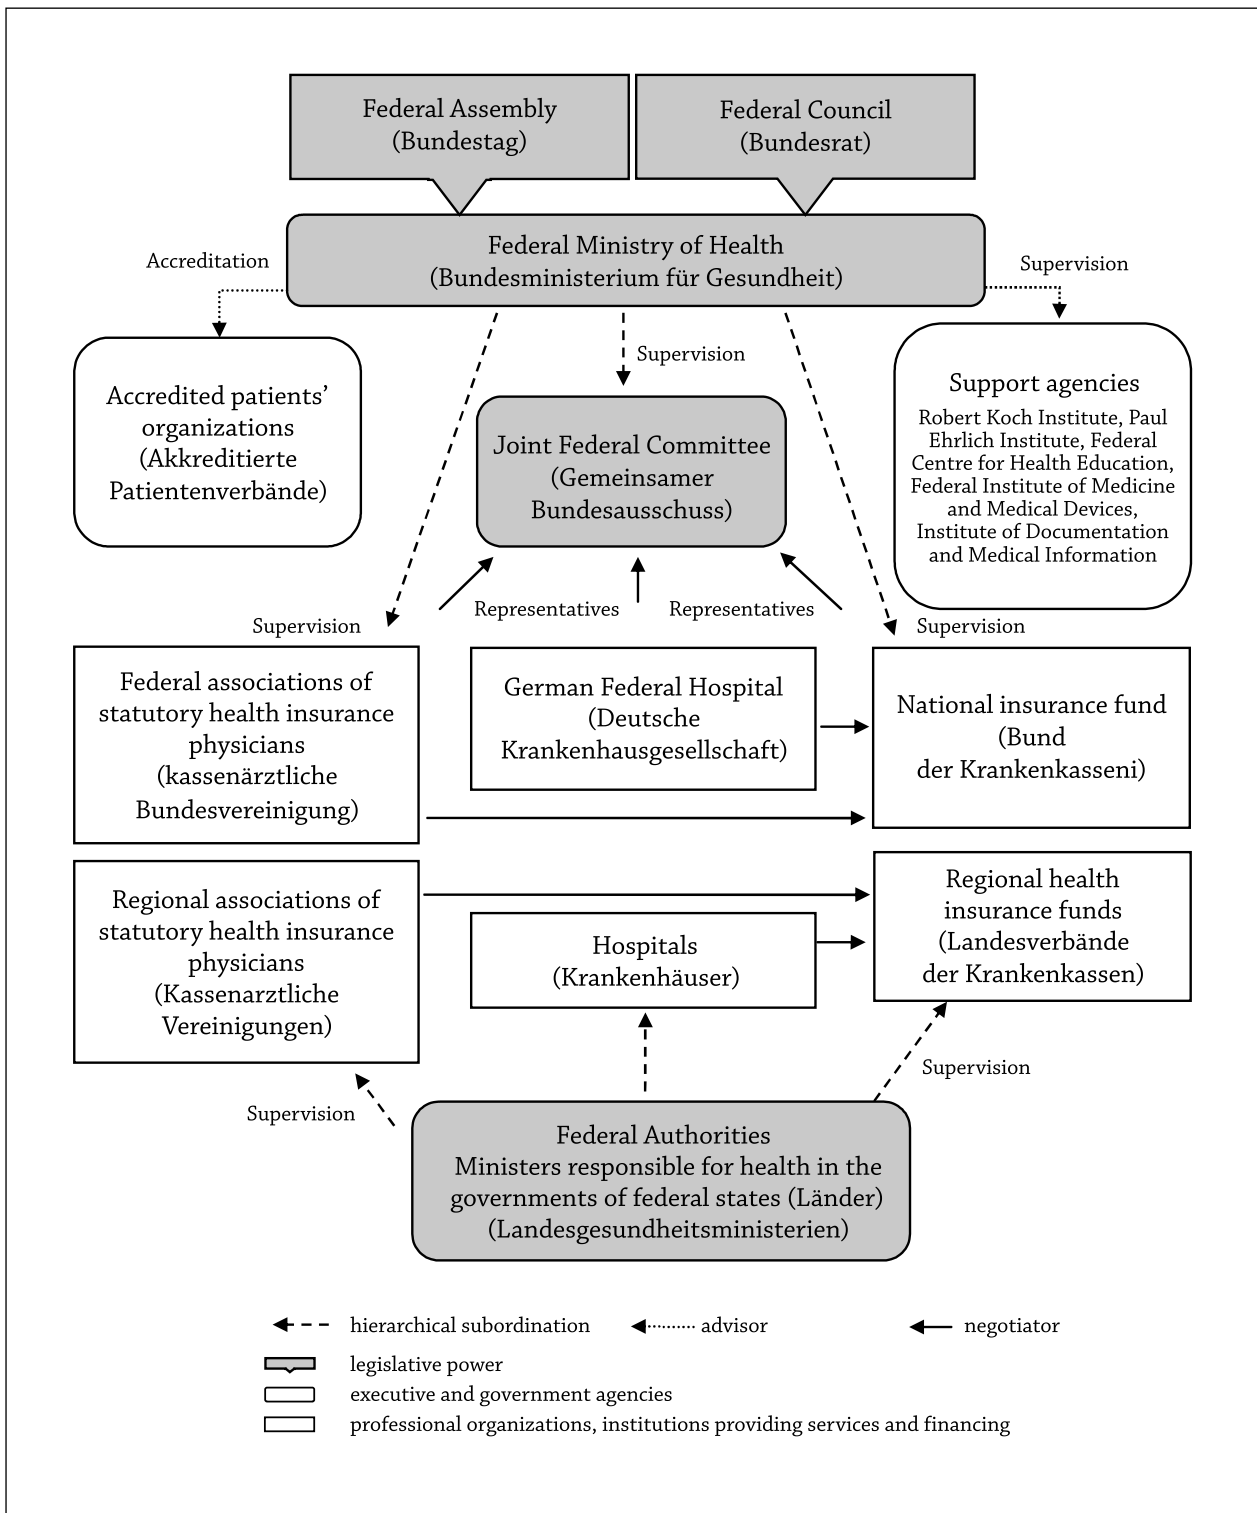 Federal Assembly
(Bundestag)
Federal Council
(Bundesrat)
Federal Ministry of Health
(Bundesministerium für Gesundheit)
Accreditation
Supervision
Supervision
Accredited patients’
organizations
(Akkreditierte
Patientenverbände)
Joint Federal Committee
(Gemeinsamer
Bundesausschuss)
Support agencies
Robert Koch Institute, Paul
Ehrlich Institute, Federal
Centre for Health Education,
Federal Institute of Medicine
and Medical Devices,
Institute of Documentation
and Medical Information
Representatives
Representatives
Supervision
Supervision
Federal associations of
statutory health insurance
physicians
(kassenärztliche
Bundesvereinigung)
German Federal Hospital
(Deutsche
Krankenhausgesellschaft)
National insurance fund
(Bund
der Krankenkasseni)
Regional associations of
statutory health insurance
physicians
(Kassenarztliche
Vereinigungen)
Hospitals
(Krankenhäuser)
Regional health
insurance funds
(Landesverbände
der Krankenkassen)
Supervision
Supervision
Federal Authorities
Ministers responsible for health in the
governments of federal states (Länder)
(Landesgesundheitsministerien)
hierarchical subordination
advisor
negotiator
legislative power
executive and government agencies
professional organizations, institutions providing services and financing